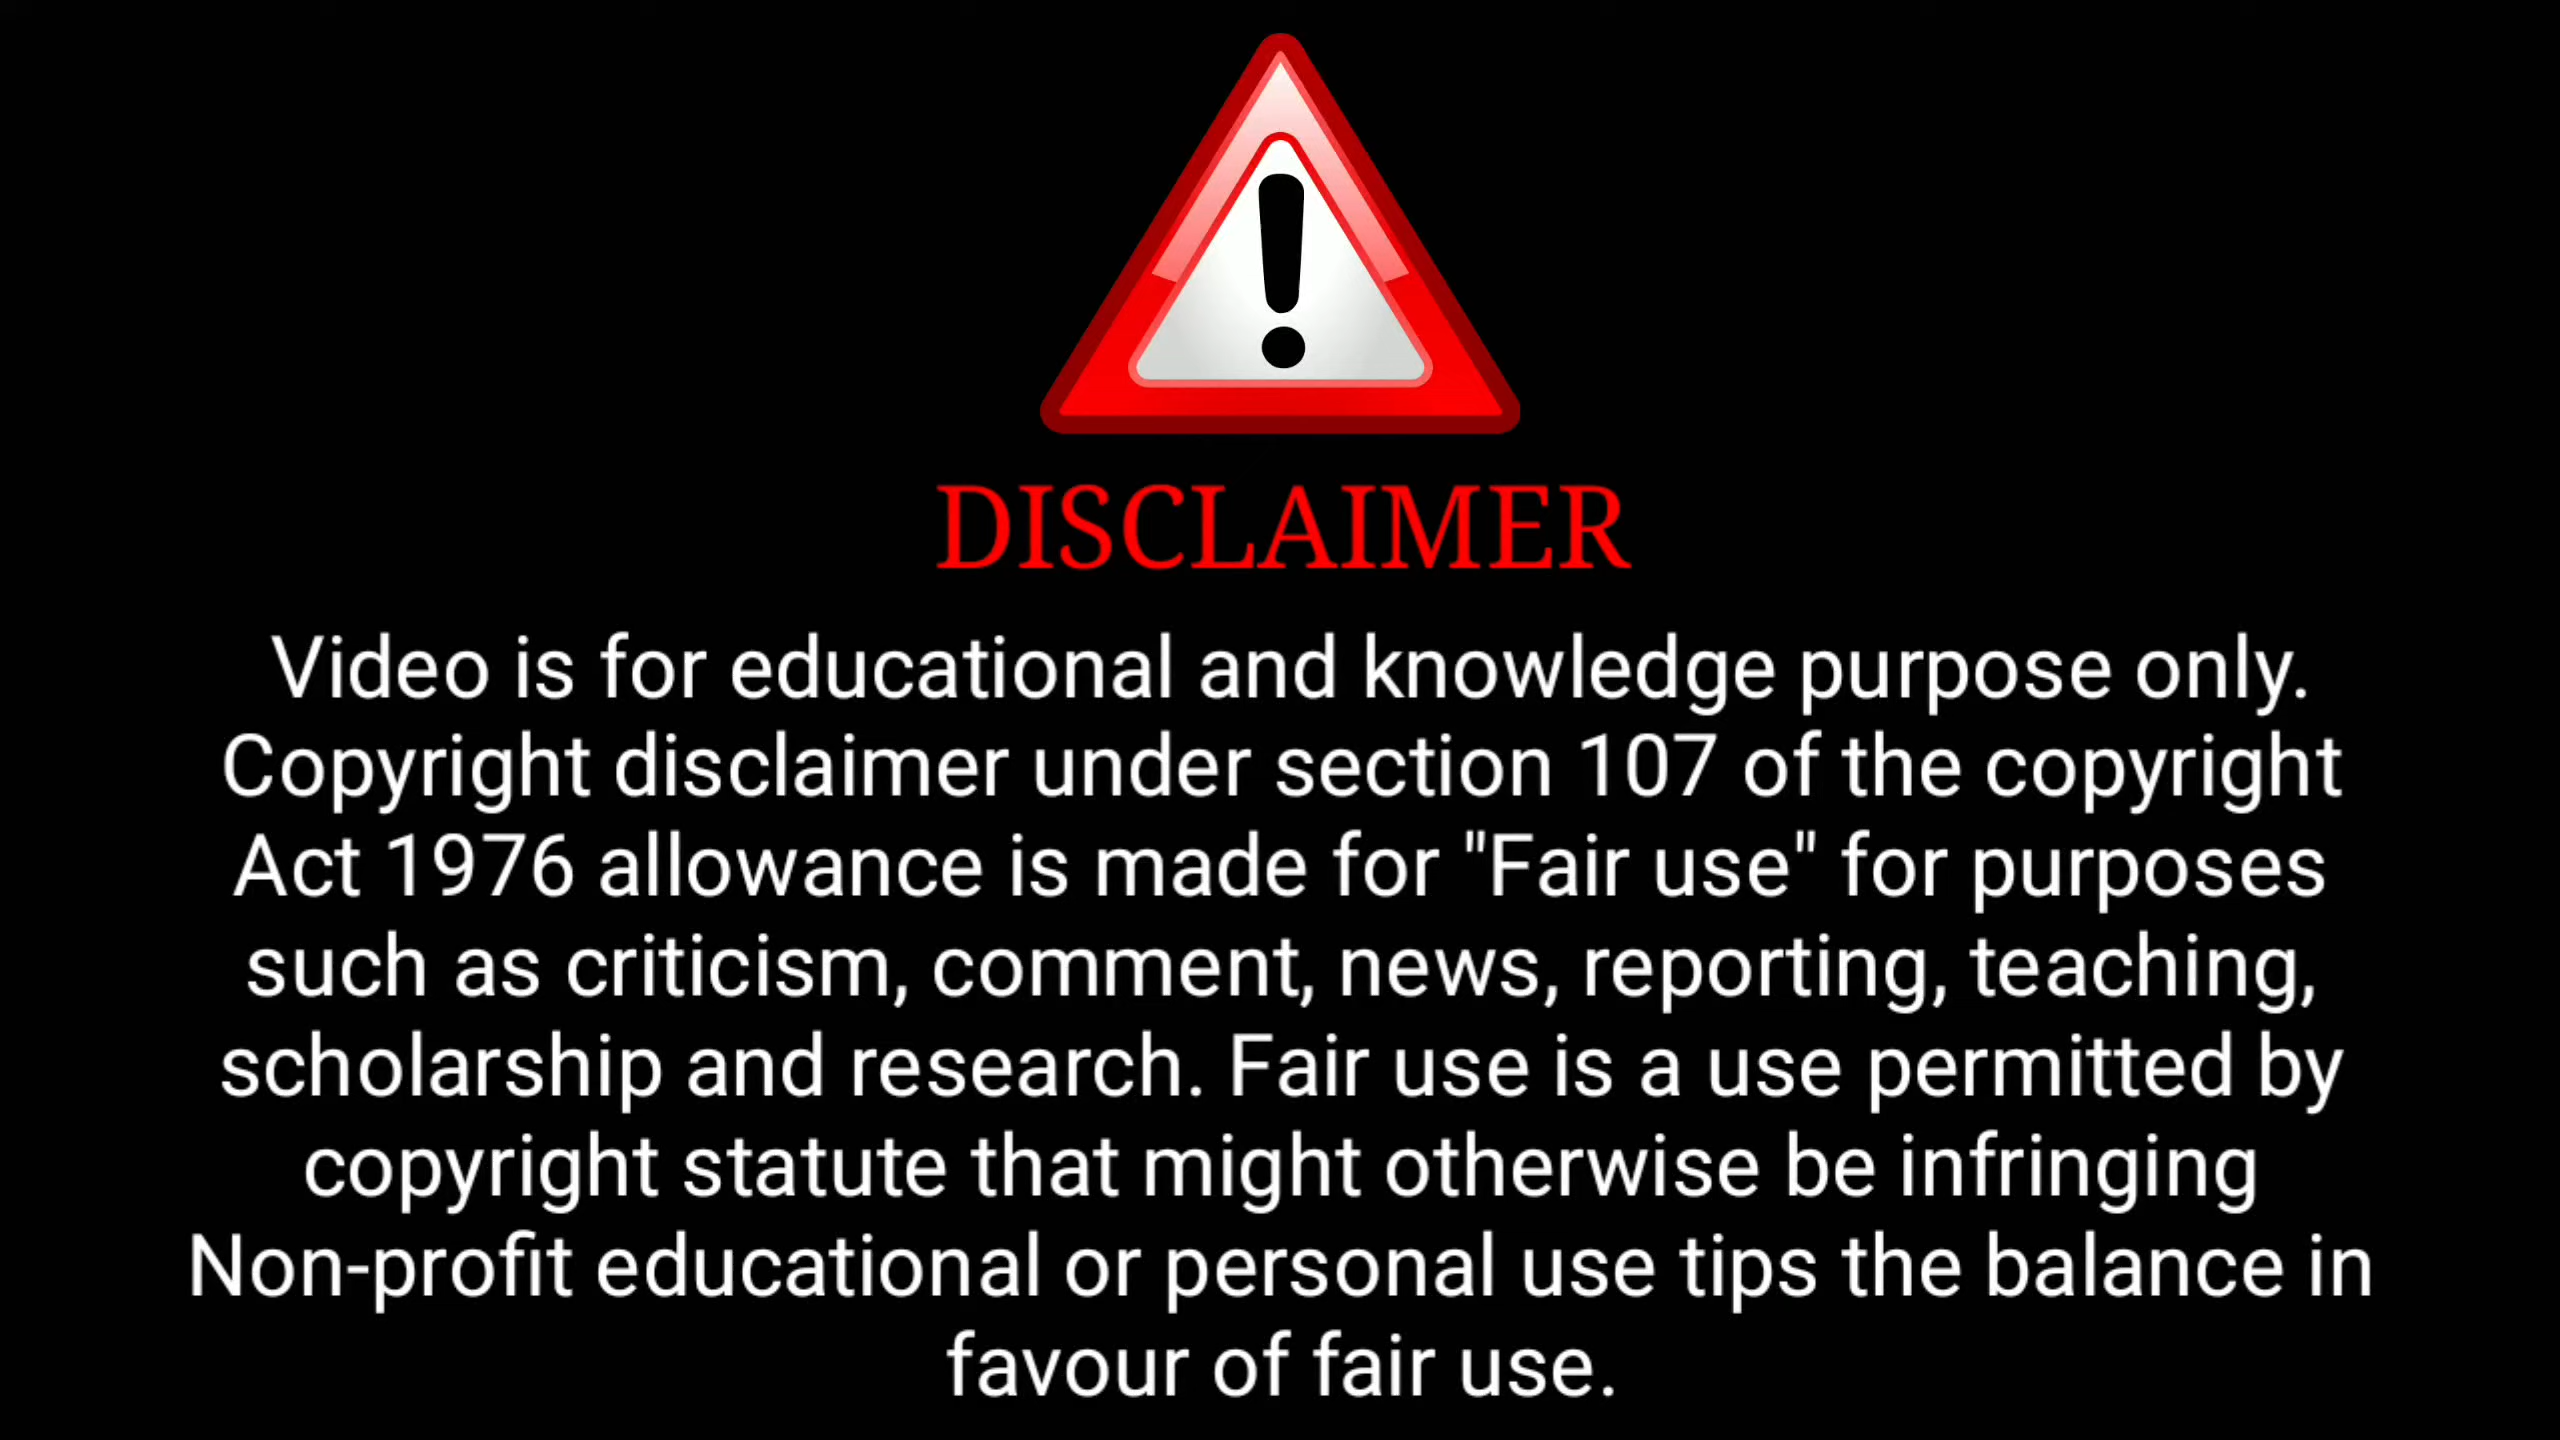 DISCLAIMER
Video is for educational and knowledge purpose only.
Copyright disclaimer under section 107 of the copyright
Act 1976 allowance is made for "Fair use" for purposes
such as criticism, comment, news, reporting, teaching,
scholarship and research. Fair use is a use permitted by
copyright statute that might otherwise be infringing
Non-profit educational or personal use tips the balance in
favour of fair use.